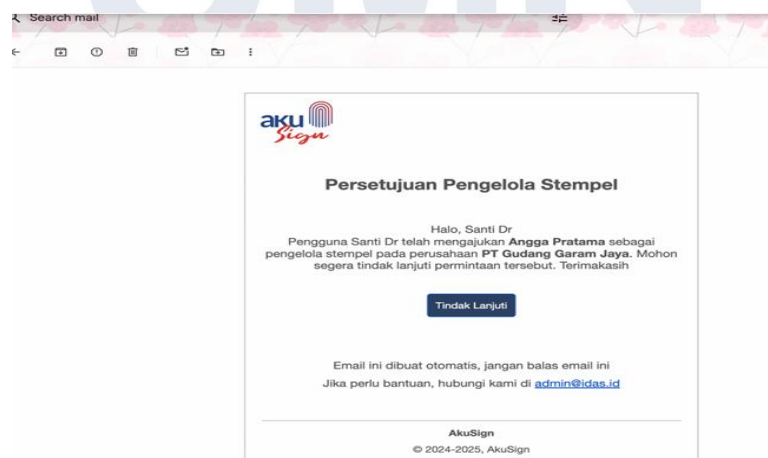 Search mail
aku
Sign
Persetujuan Pengelola Stempel
Halo, Santi Dr
Pengguna Santi Dr telah mengajukan Angga Pratama sebagai
pengelola stempel pada perusahaan PT Gudang Garam Jaya. Mohon
segera tindak lanjuti permintaan tersebut. Terimakasih
Tindak Lanjuti
Email ini dibuat otomatis, jangan balas email ini
Jika perlu bantuan, hubungi kami di admin@idas.id
AkuSign
© 2024-2025, AkuSign